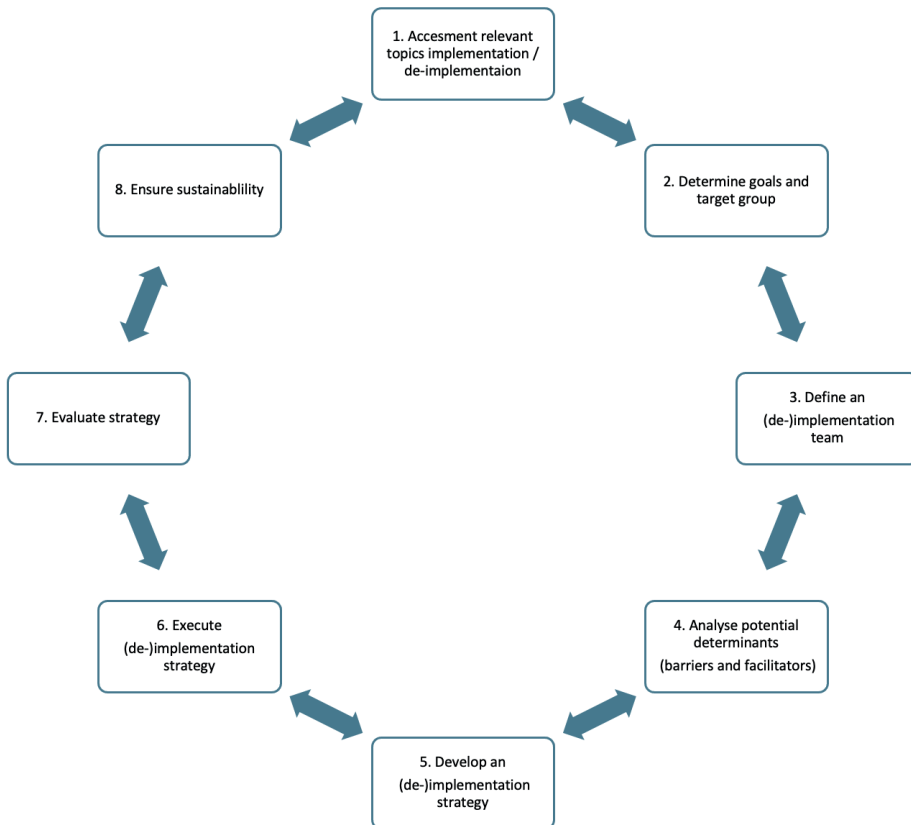 1. Accesment relevant
topics implementation /
de-implementaion
2. Determine goals and
target group
3. Define an
(de-)implementation
team
4. Analyse potential
determinants
(barriers and facilitators)
5. Develop an
(de-)implementation
strategy
6. Execute
(de-)implementation
strategy
7. Evaluate strategy
8. Ensure sustainablility